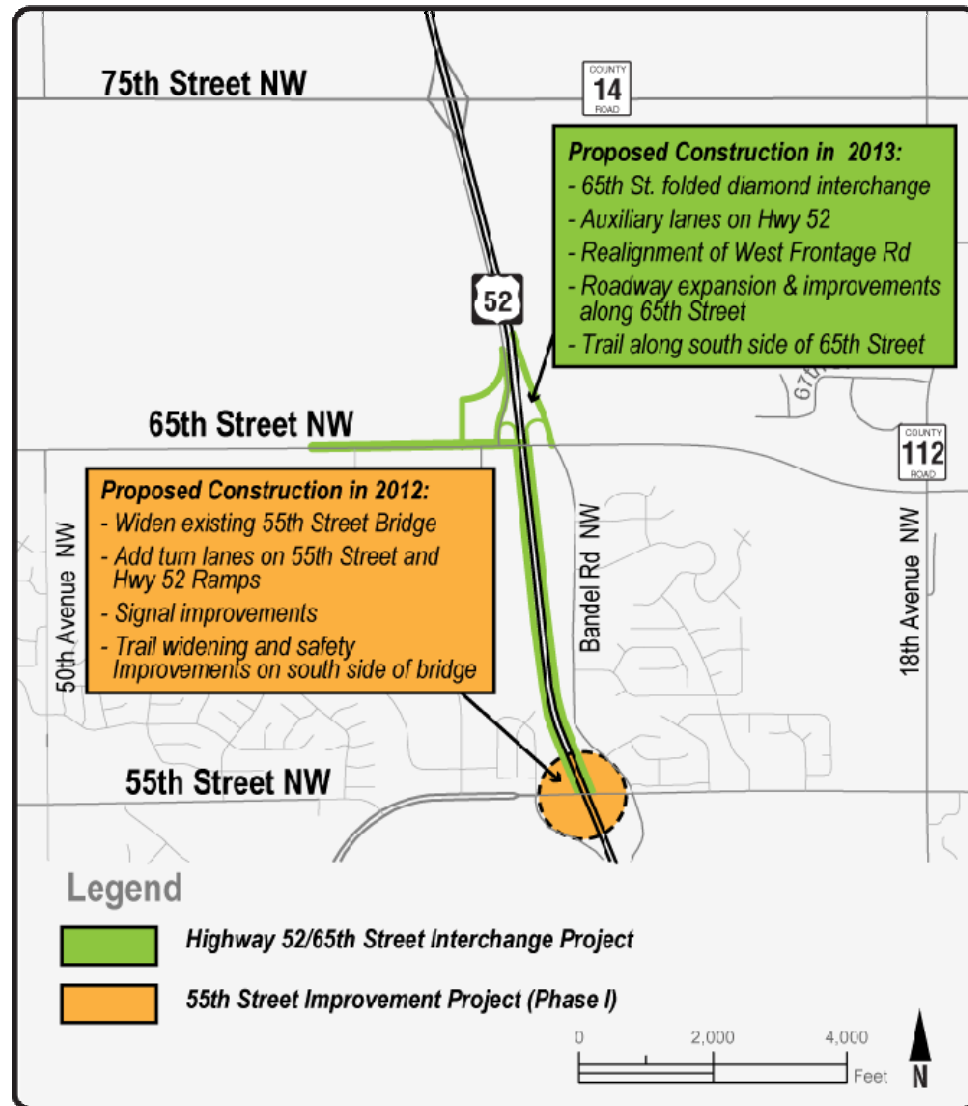 75th Street NW
COUNTY
14
ROAD
Proposed Construction in 2013:
- 65th St. folded diamond interchange
- Auxiliary lanes on Hwy 52
- Realignment of West Frontage Rd
- Roadway expansion & improvements
along 65th Street
- Trail along south side of 65th Street
52
65th Street NW
COUNTY
112
ROAD
Proposed Construction in 2012:
- Widen existing 55th Street Bridge
- Add turn lanes on 55th Street and
Hwy 52 Ramps
- Signal improvements
- Trail widening and safety
Improvements on south side of bridge
50th Avenue NW
Bandel Rd NW
18th Avenue NW
55th Street NW
Legend
Highway 52/65th Street Interchange Project
55th Street Improvement Project (Phase I)
0 2,000 4,000
Feet
N